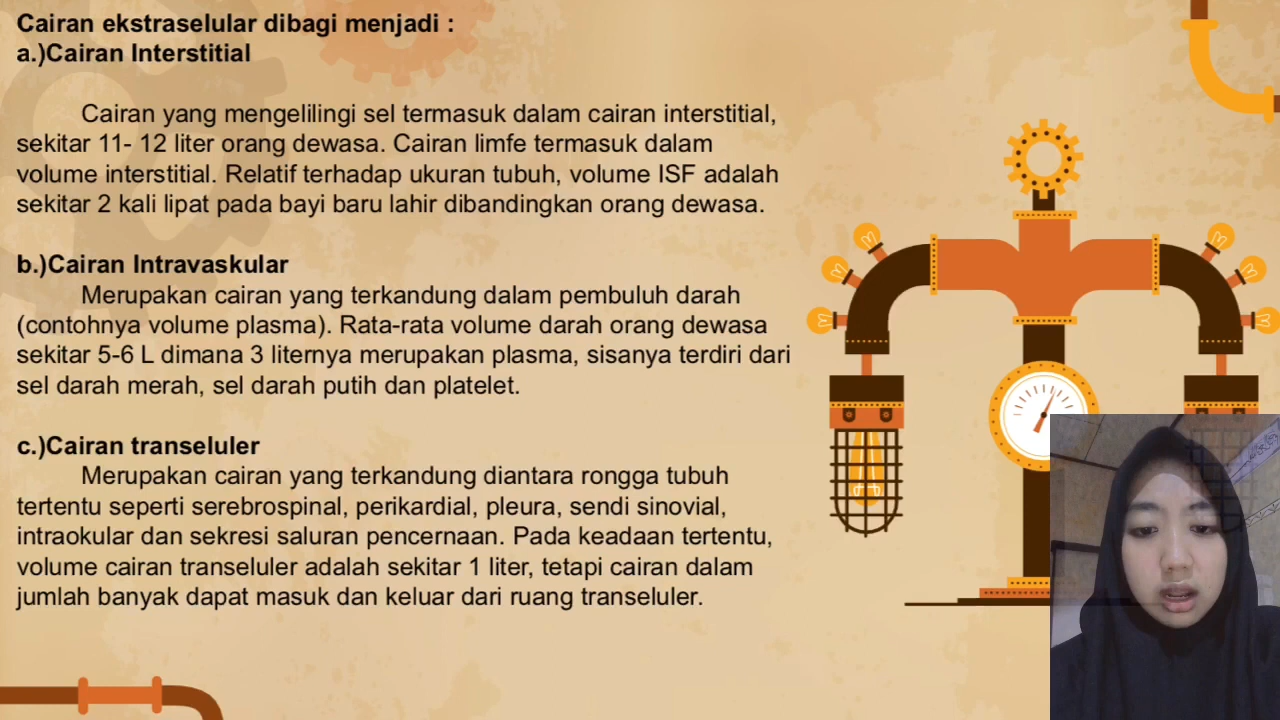 Cairan ekstraselular dibagi menjadi :
a.)Cairan Interstitial
Cairan yang mengelilingi sel termasuk dalam cairan interstitial,
sekitar 11- 12 liter orang dewasa. Cairan limfe termasuk dalam
volume interstitial. Relatif terhadap ukuran tubuh, volume ISF adalah
sekitar 2 kali lipat pada bayi baru lahir dibandingkan orang dewasa.
b.)Cairan Intravaskular
Merupakan cairan yang terkandung dalam pembuluh darah
(contohnya volume plasma). Rata-rata volume darah orang dewasa
sekitar 5-6 L dimana 3 liternya merupakan plasma, sisanya terdiri dari
sel darah merah, sel darah putih dan platelet.
c.)Cairan transeluler
Merupakan cairan yang terkandung diantara rongga tubuh
tertentu seperti serebrospinal, perikardial, pleura, sendi sinovial,
intraokular dan sekresi saluran pencernaan. Pada keadaan tertentu,
volume cairan transeluler adalah sekitar 1 liter, tetapi cairan dalam
jumlah banyak dapat masuk dan keluar dari ruang transeluler.